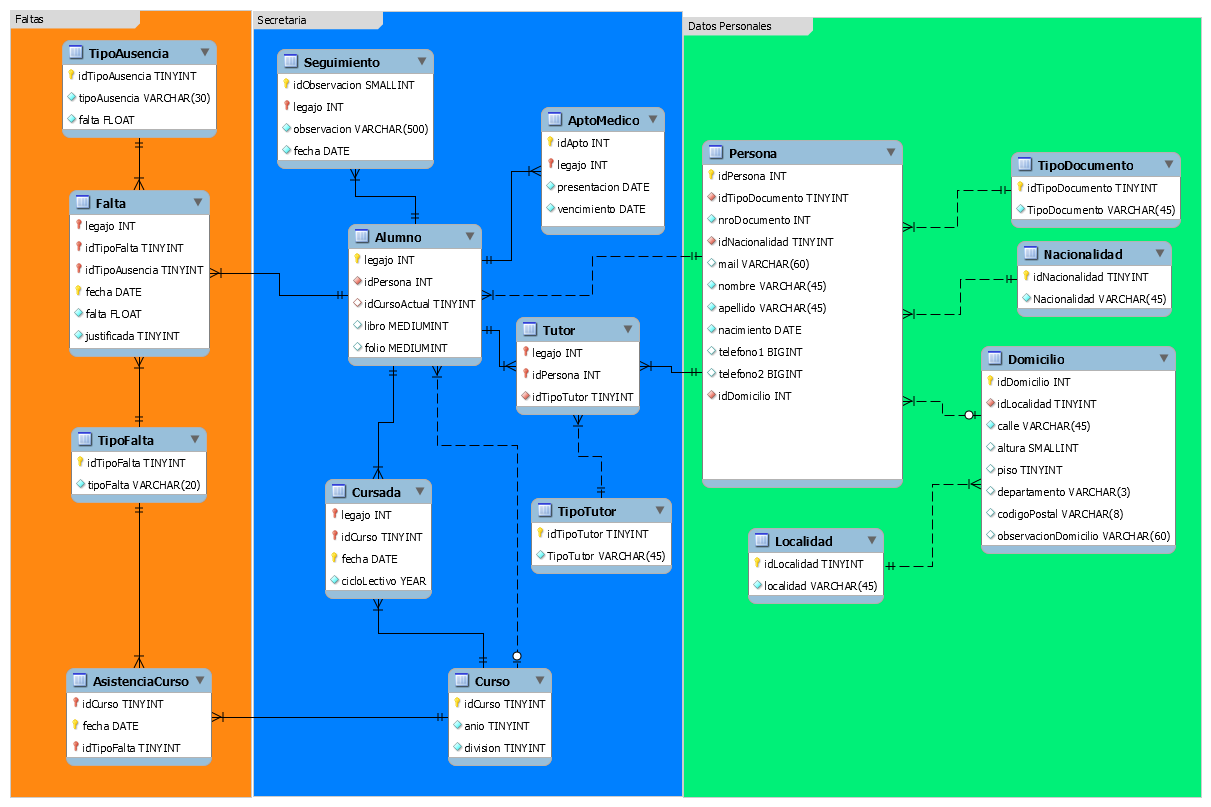 Faltas
TipoAusencia
idTipoAusencia TINYINT
tipoAusencia VARCHAR(30)
falta FLOAT
Falta
legajo INT
idTipoFalta TINYINT
idTipoAusencia TINYINT
fecha DATE
falta FLOAT
justificada TINYINT
TipoFalta
idTipoFalta TINYINT
tipoFalta VARCHAR(20)
AsistenciaCurso
idCurso TINYINT
fecha DATE
idTipoFalta TINYINT
Secretaria
Seguimiento
idObservacion SMALLINT
legajo INT
observacion VARCHAR(500)
fecha DATE
AptoMedico
idApto INT
legajo INT
presentacion DATE
vencimiento DATE
Alumno
legajo INT
idPersona INT
idCursoActual TINYINT
libro MEDIUMINT
folio MEDIUMINT
Tutor
legajo INT
idPersona INT
idTipoTutor TINYINT
Cursada
legajo INT
idCurso TINYINT
fecha DATE
cicloLectivo YEAR
TipoTutor
idTipoTutor TINYINT
TipoTutor VARCHAR(45)
Curso
idCurso TINYINT
anio TINYINT
division TINYINT
Datos Personales
Persona
idPersona INT
idTipoDocumento TINYINT
nroDocumento INT
idNacionalidad TINYINT
mail VARCHAR(60)
nombre VARCHAR(45)
apellido VARCHAR(45)
nacimiento DATE
telefono1 BIGINT
telefono2 BIGINT
idDomicilio INT
TipoDocumento
idTipoDocumento TINYINT
TipoDocumento VARCHAR(45)
Nacionalidad
idNacionalidad TINYINT
Nacionalidad VARCHAR(45)
Domicilio
idDomicilio INT
idLocalidad TINYINT
calle VARCHAR(45)
altura SMALLINT
piso TINYINT
departamento VARCHAR(3)
codigoPostal VARCHAR(8)
observacionDomicilio VARCHAR(60)
Localidad
idLocalidad TINYINT
localidad VARCHAR(45)